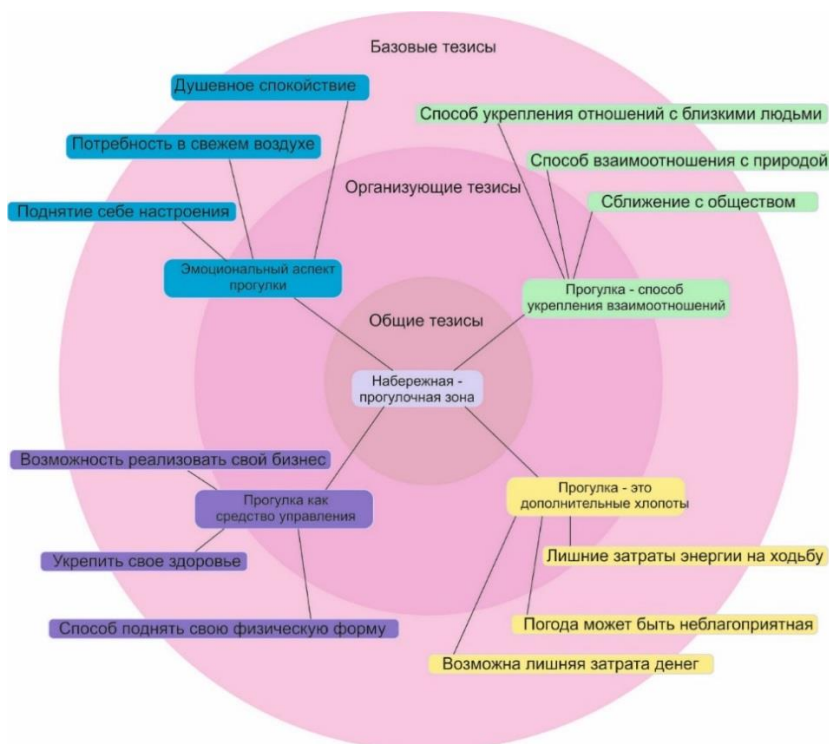 Базовые тезисы
Душевное спокойствие
Потребность в свежем воздухе
Поднятие себе настроения
Эмоциональный аспект
прогулки
Способ укрепления отношений с близкими людьми
Способ взаимоотношения с природой
Сближение с обществом
Организующие тезисы
Прогулка - способ
укрепления взаимоотношений
Общие тезисы
Набережная -
прогулочная зона
Возможность реализовать свой бизнес
Прогулка как
средство управления
Укрепить свое здоровье
Способ поднять свою физическую форму
Прогулка - это
дополнительные хлопоты
Лишние затраты энергии на ходьбу
Погода может быть неблагоприятная
Возможна лишняя затрата денег